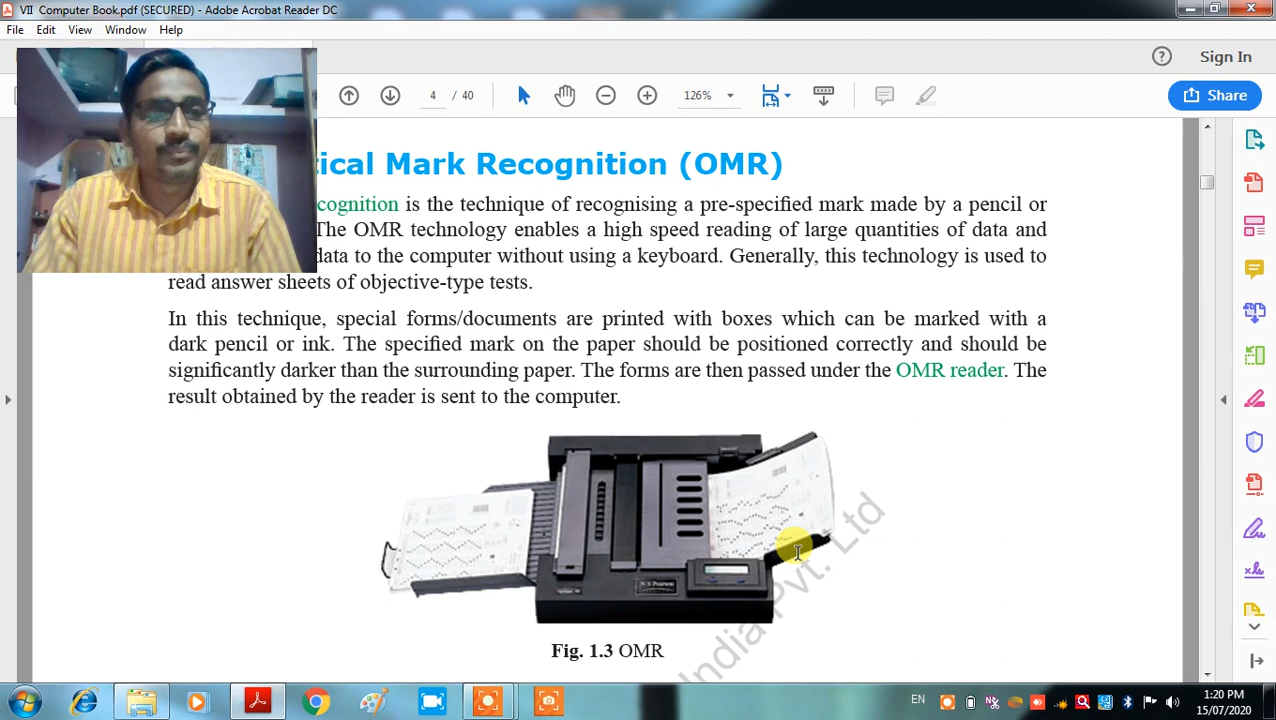 VII Computer Book.pdf (SECURED) - Adobe Acrobat Reader DC
File Edit View Window Help
Sign In
4 / 40 126% Share
tical Mark Recognition (OMR)
cognition is the technique of recognising a pre-specified mark made by a pencil or
The OMR technology enables a high speed reading of large quantities of data and
data to the computer without using a keyboard. Generally, this technology is used to
read answer sheets of objective-type tests.
In this technique, special forms/documents are printed with boxes which can be marked with a
dark pencil or ink. The specified mark on the paper should be positioned correctly and should be
significantly darker than the surrounding paper. The forms are then passed under the OMR reader. The
result obtained by the reader is sent to the computer.
India Pvt. Ltd
Fig. 1.3 OMR
EN
1:20 PM
15/07/2020